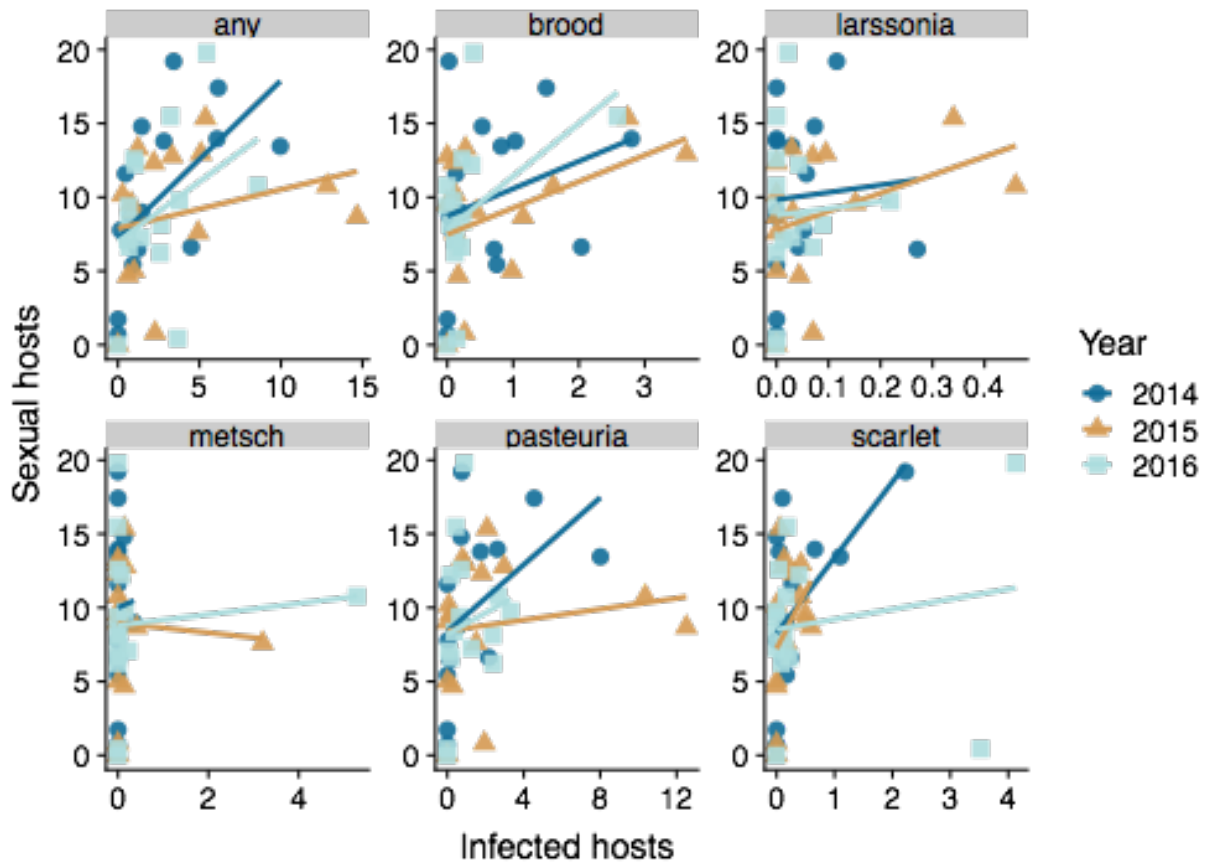 any brood larssonia
20
15
10
5
0
0 5 10 15 0 1 2 3 0.0 0.1 0.2 0.3 0.4
metsch pasteuria scarlet
20
15
10
5
0
0 2 4 0 4 8 12 0 1 2 3 4
Sexual hosts
Infected hosts
Year
2014
2015
2016